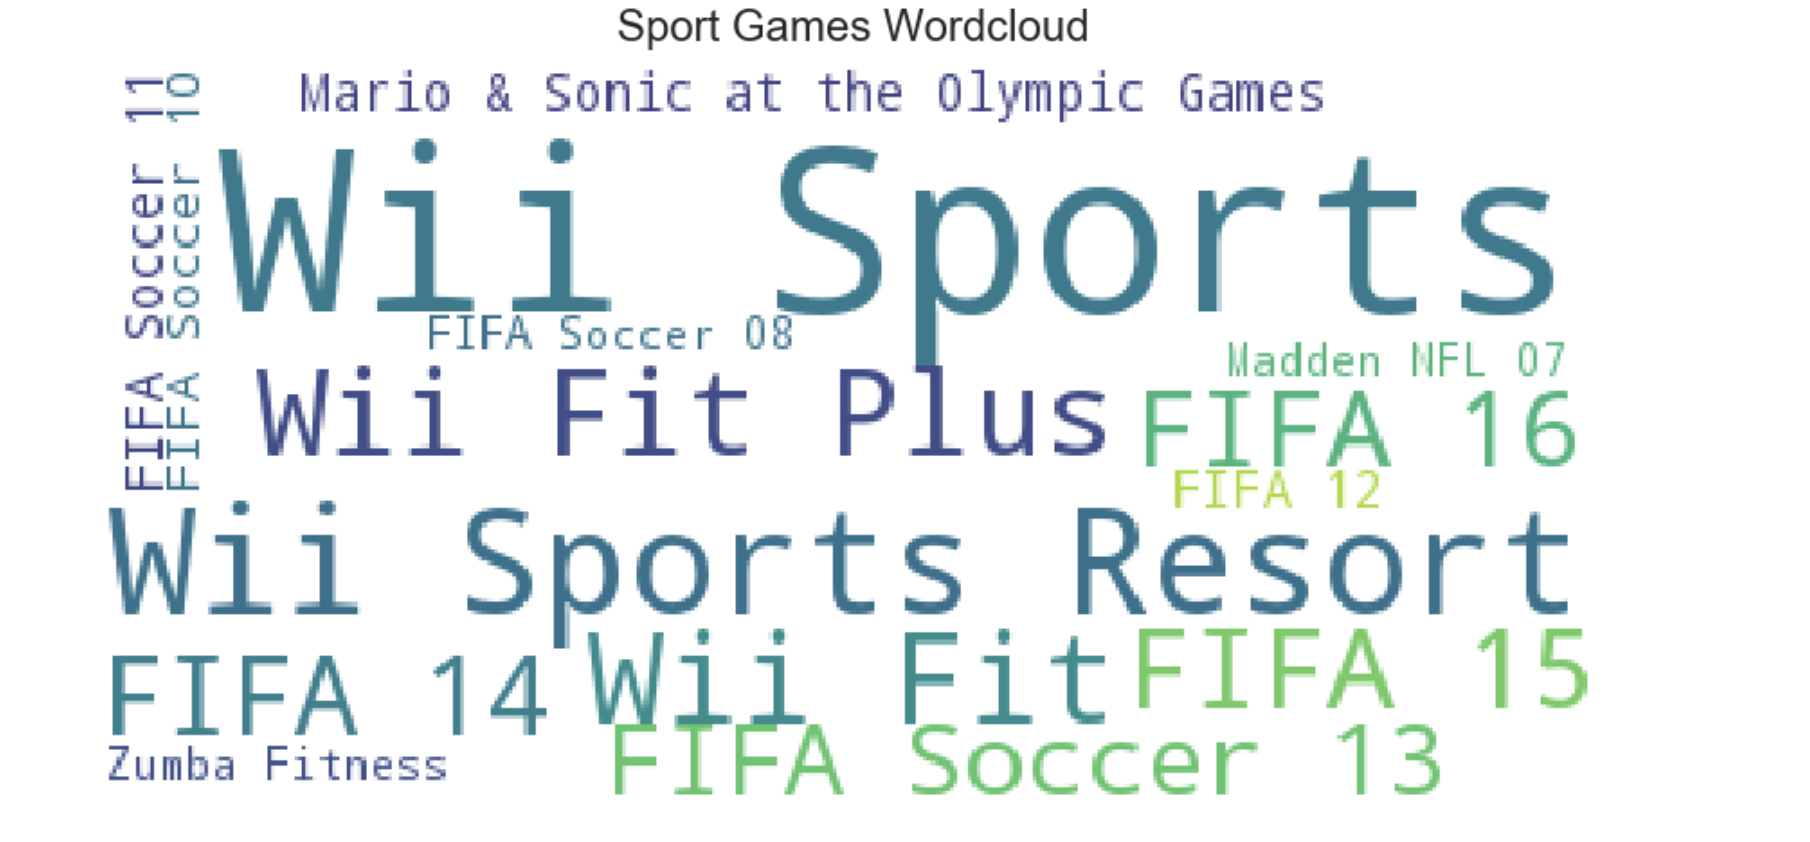 Sport Games Wordcloud
Mario & Sonic at the Olympic Games
FIFA Soccer 11
FIFA Soccer 10
Wii Sports
FIFA Soccer 08
Madden NFL 07
Wii Fit Plus
FIFA 16
FIFA 12
Wii Sports Resort
FIFA 14
Wii Fit
FIFA 15
Zumba Fitness
FIFA Soccer 13